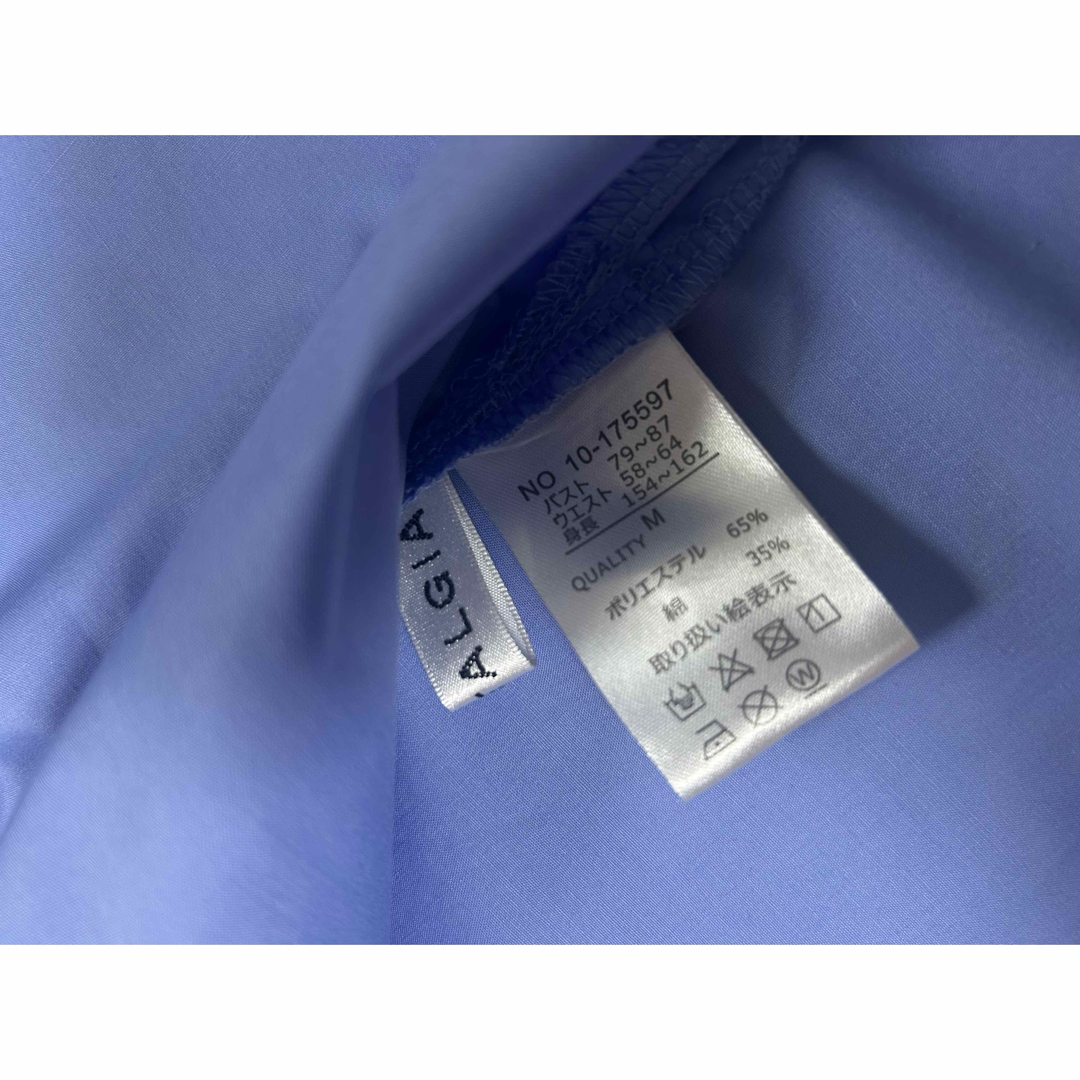 NO 10-175597
バスト 79~87
ウエスト 58~64
身長 154~162
M
QUALITY
ポリエステル 65%
綿 35%
取り扱い絵表示
W
ALGIA